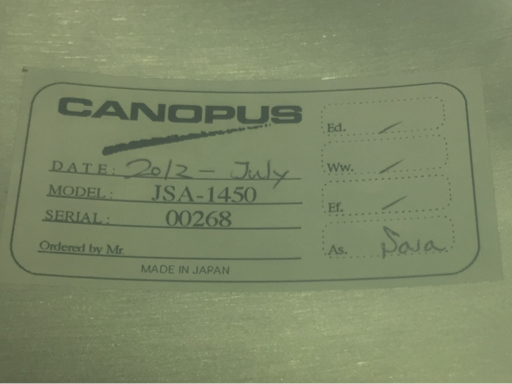 CANOPUS
DATE: 2012 - July
MODEL: JSA-1450
SERIAL: 00268
Ordered by Mr.
MADE IN JAPAN
Ed.
Ww.
Ef.
As. Sasa